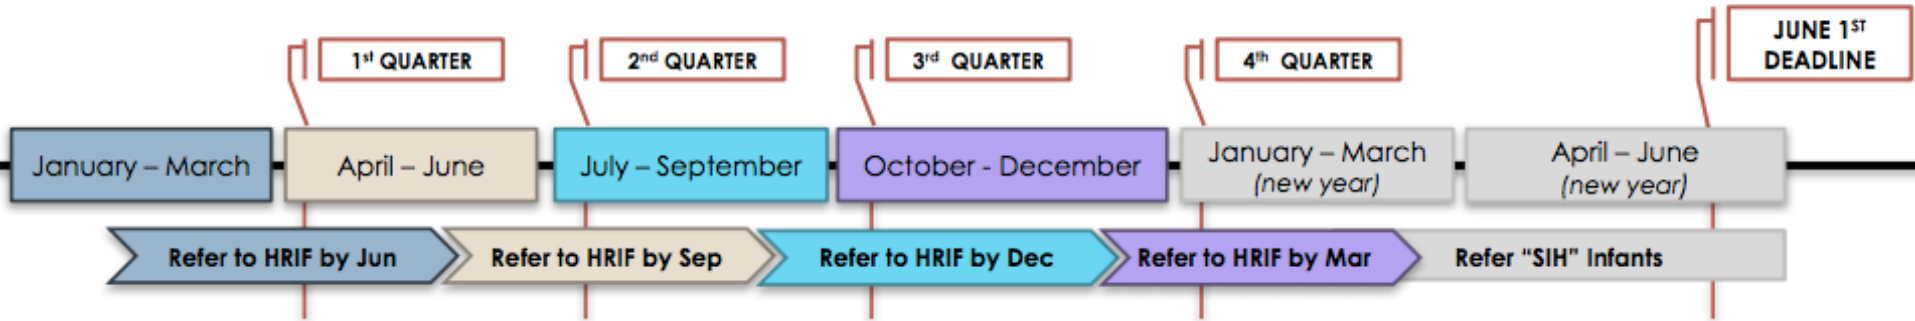 1st QUARTER
2nd QUARTER
3rd QUARTER
4th QUARTER
JUNE 1ST
DEADLINE
January – March
April – June
July – September
October - December
January – March
(new year)
April – June
(new year)
Refer to HRIF by Jun
Refer to HRIF by Sep
Refer to HRIF by Dec
Refer to HRIF by Mar
Refer “SIH” Infants